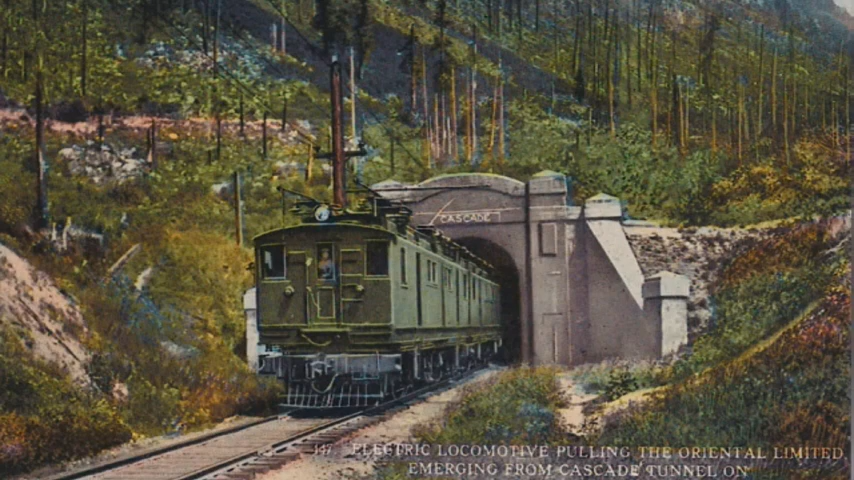 CASCADE
147. ELECTRIC LOCOMOTIVE PULLING THE ORIENTAL LIMITED,
EMERGING FROM CASCADE TUNNEL ON